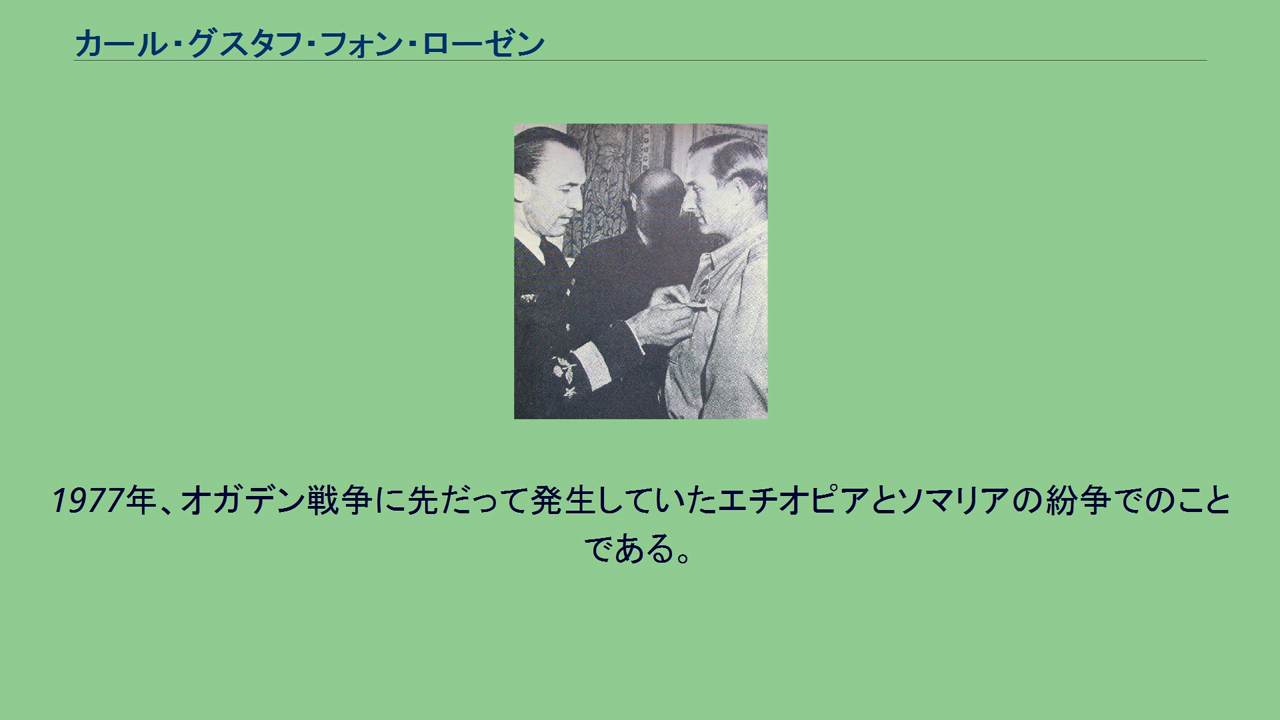 カール・グスタフ・フォン・ローゼン
1977年、オガデン戦争に先だって発生していたエチオピアとソマリアの紛争でのこと
である。